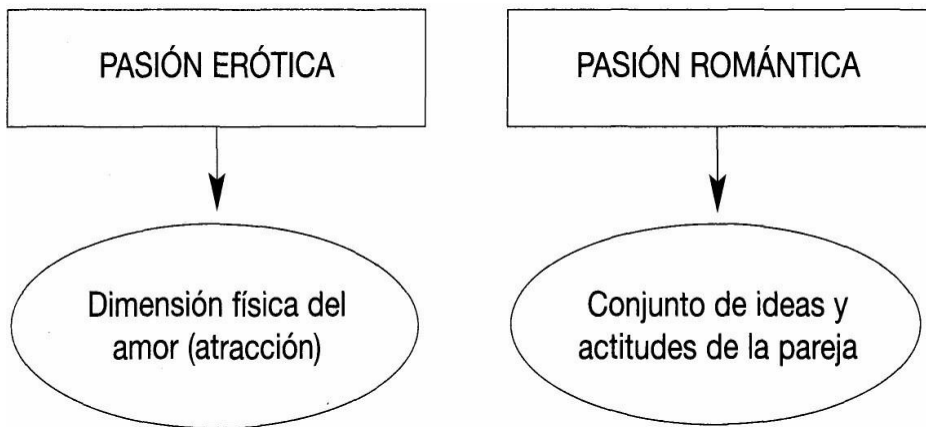 PASIÓN ERÓTICA
PASIÓN ROMÁNTICA
Dimensión física del
amor (atracción)
Conjunto de ideas y
actitudes de la pareja